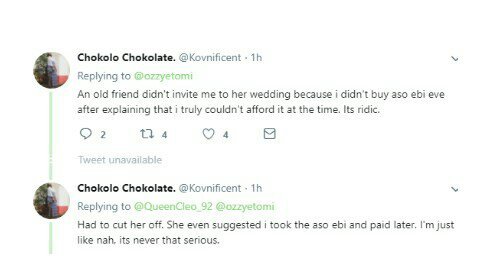 Chokolo Chokolate. @Kovnificent · 1h
Replying to @ozzyetomi
An old friend didn't invite me to her wedding because i didn't buy aso ebi eve
after explaining that i truly couldn't afford it at the time. Its ridic.
2 4 4
Tweet unavailable
Chokolo Chokolate. @Kovnificent · 1h
Replying to @QueenCleo_92 @ozzyetomi
Had to cut her off. She even suggested i took the aso ebi and paid later. I'm just
like nah, its never that serious.